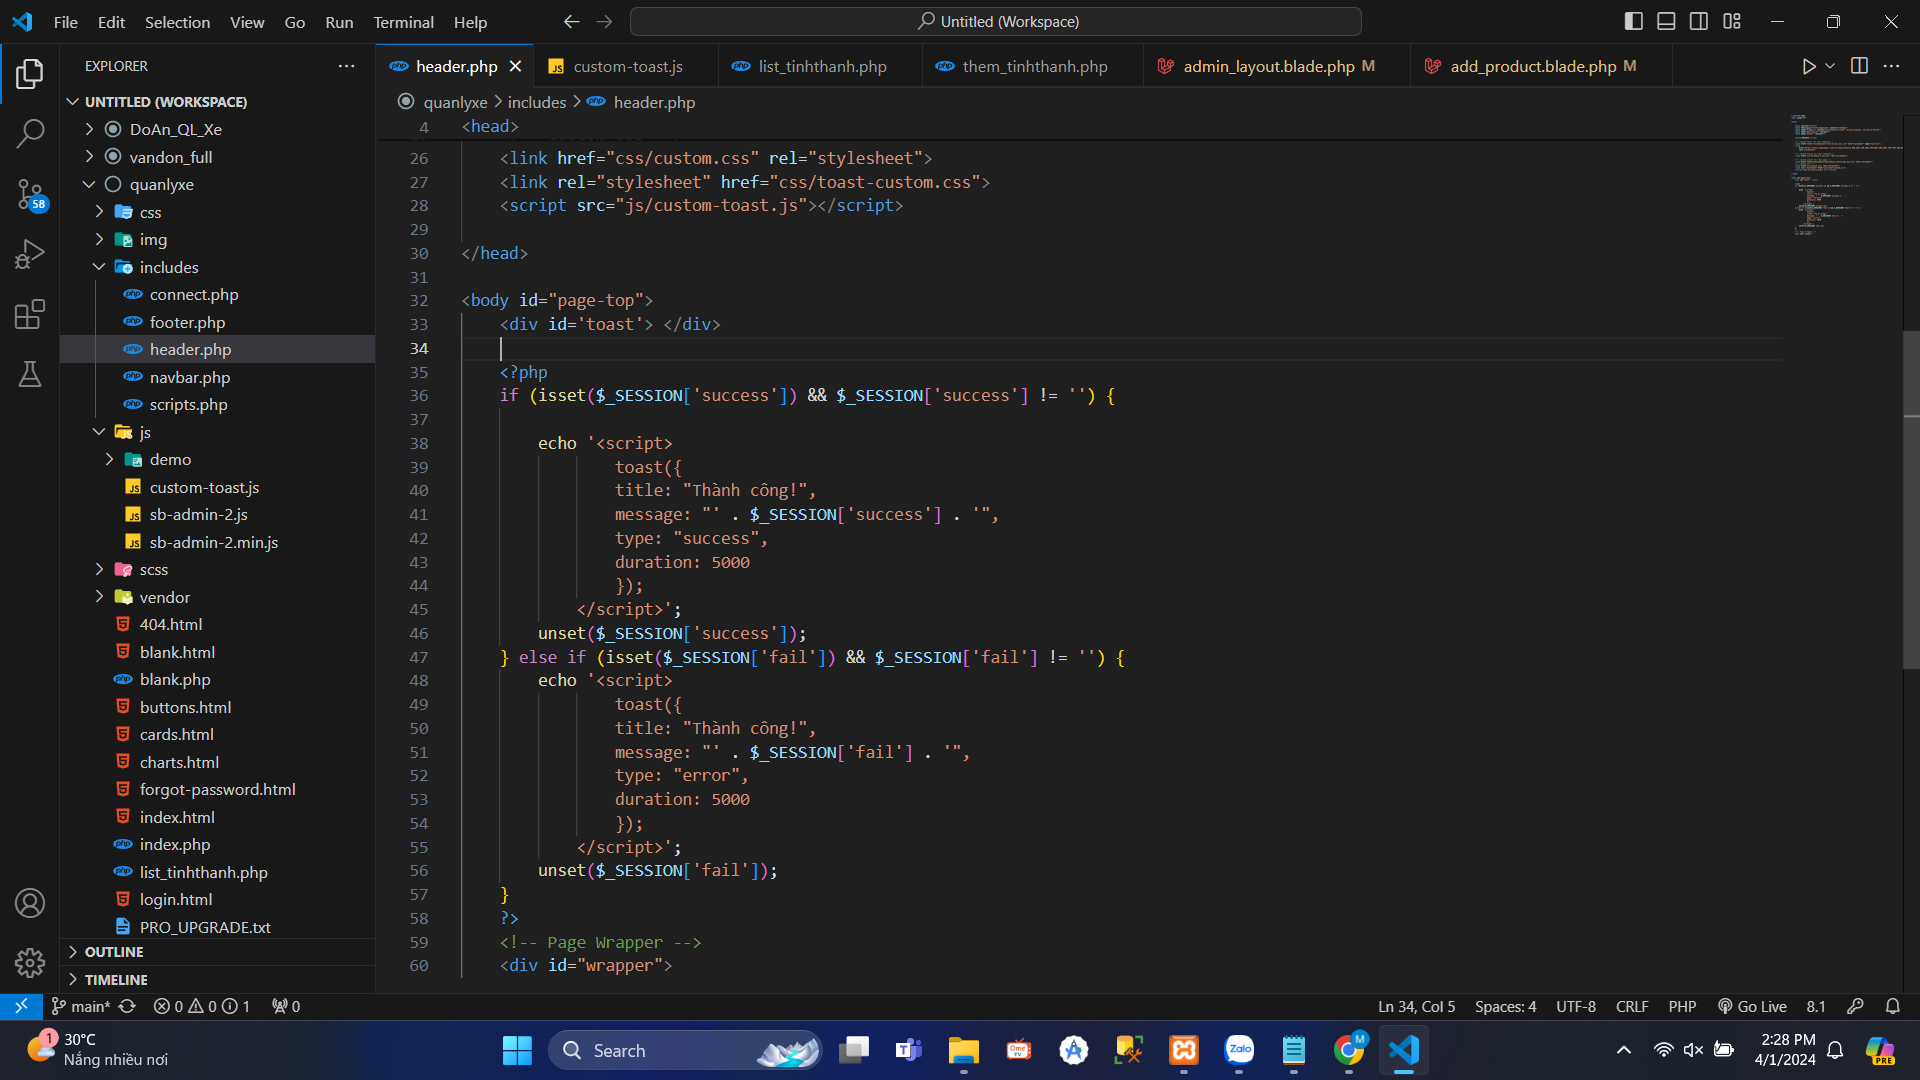 File Edit Selection View Go Run Terminal Help
Untitled (Workspace)
EXPLORER
UNTITLED (WORKSPACE)
DoAn_QL_Xe
vandon_full
quanlyxe
css
img
includes
connect.php
footer.php
header.php
navbar.php
scripts.php
js
demo
custom-toast.js
sb-admin-2.js
sb-admin-2.min.js
scss
vendor
404.html
blank.html
blank.php
buttons.html
cards.html
charts.html
forgot-password.html
index.html
index.php
list_tinhthanh.php
login.html
PRO_UPGRADE.txt
OUTLINE
TIMELINE
58
header.php
custom-toast.js
list_tinhthanh.php
them_tinhthanh.php
admin_layout.blade.php M
add_product.blade.php M
quanlyxe > includes > header.php
4 <head>
26 <link href="css/custom.css" rel="stylesheet">
27 <link rel="stylesheet" href="css/toast-custom.css">
28 <script src="js/custom-toast.js"></script>
29
30 </head>
31
32 <body id="page-top">
33 <div id='toast'> </div>
34
35 <?php
36 if (isset($_SESSION['success']) && $_SESSION['success'] != '') {
37
38 echo '<script>
39 toast({
40 title: "Thành công!",
41 message: "' . $_SESSION['success'] . '",
42 type: "success",
43 duration: 5000
44 });
45 </script>';
46 unset($_SESSION['success']);
47 } else if (isset($_SESSION['fail']) && $_SESSION['fail'] != '') {
48 echo '<script>
49 toast({
50 title: "Thành công!",
51 message: "' . $_SESSION['fail'] . '",
52 type: "error",
53 duration: 5000
54 });
55 </script>';
56 unset($_SESSION['fail']);
57 }
58 ?>
59 <!-- Page Wrapper -->
60 <div id="wrapper">
main* 0 0 1 0
Ln 34, Col 5 Spaces: 4 UTF-8 CRLF PHP Go Live 8.1
1
30°C
Nắng nhiều nơi
Search
Zalo
M
2:28 PM
4/1/2024
PRE